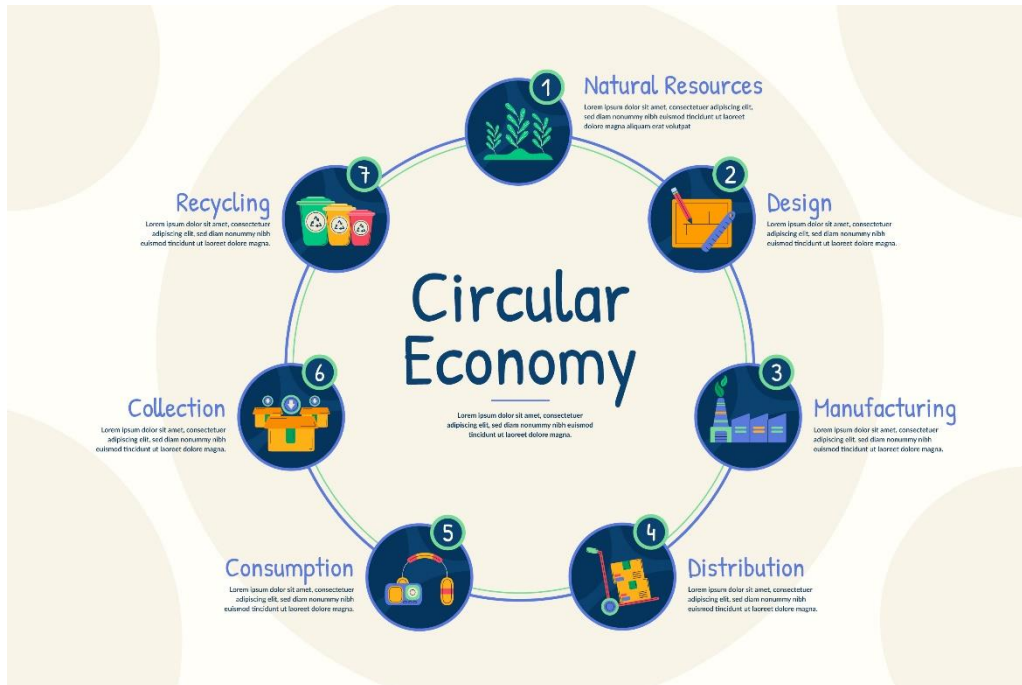 Circular
Economy
Lorem ipsum dolor sit amet, consectetuer
adipiscing elit, sed diam nonummy nibh euismod
tincidunt ut laoreet dolore magna.
1
Natural Resources
Lorem ipsum dolor sit amet, consectetuer adipiscing elit,
sed diam nonummy nibh euismod tincidunt ut laoreet
dolore magna aliquam erat volutpat
2
Design
Lorem ipsum dolor sit amet, consectetuer
adipiscing elit, sed diam nonummy nibh
euismod tincidunt ut laoreet dolore magna.
3
Manufacturing
Lorem ipsum dolor sit amet, consectetuer
adipiscing elit, sed diam nonummy nibh
euismod tincidunt ut laoreet dolore magna.
4
Distribution
Lorem ipsum dolor sit amet, consectetuer
adipiscing elit, sed diam nonummy nibh
euismod tincidunt ut laoreet dolore magna.
5
Consumption
Lorem ipsum dolor sit amet, consectetuer
adipiscing elit, sed diam nonummy nibh
euismod tincidunt ut laoreet dolore magna.
6
Collection
Lorem ipsum dolor sit amet, consectetuer
adipiscing elit, sed diam nonummy nibh
euismod tincidunt ut laoreet dolore magna.
7
Recycling
Lorem ipsum dolor sit amet, consectetuer
adipiscing elit, sed diam nonummy nibh
euismod tincidunt ut laoreet dolore magna.